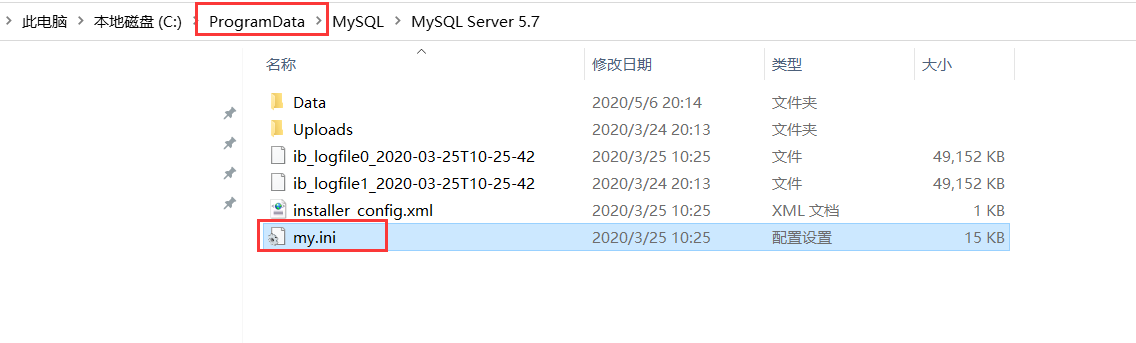 此电脑 > 本地磁盘 (C:) > ProgramData > MySQL > MySQL Server 5.7
名称 修改日期 类型 大小
Data 2020/5/6 20:14 文件夹
Uploads 2020/3/24 20:13 文件夹
ib_logfile0_2020-03-25T10-25-42 2020/3/25 10:25 文件 49,152 KB
ib_logfile1_2020-03-25T10-25-42 2020/3/24 20:13 文件 49,152 KB
installer_config.xml 2020/3/25 10:25 XML 文档 1 KB
my.ini 2020/3/25 10:25 配置设置 15 KB